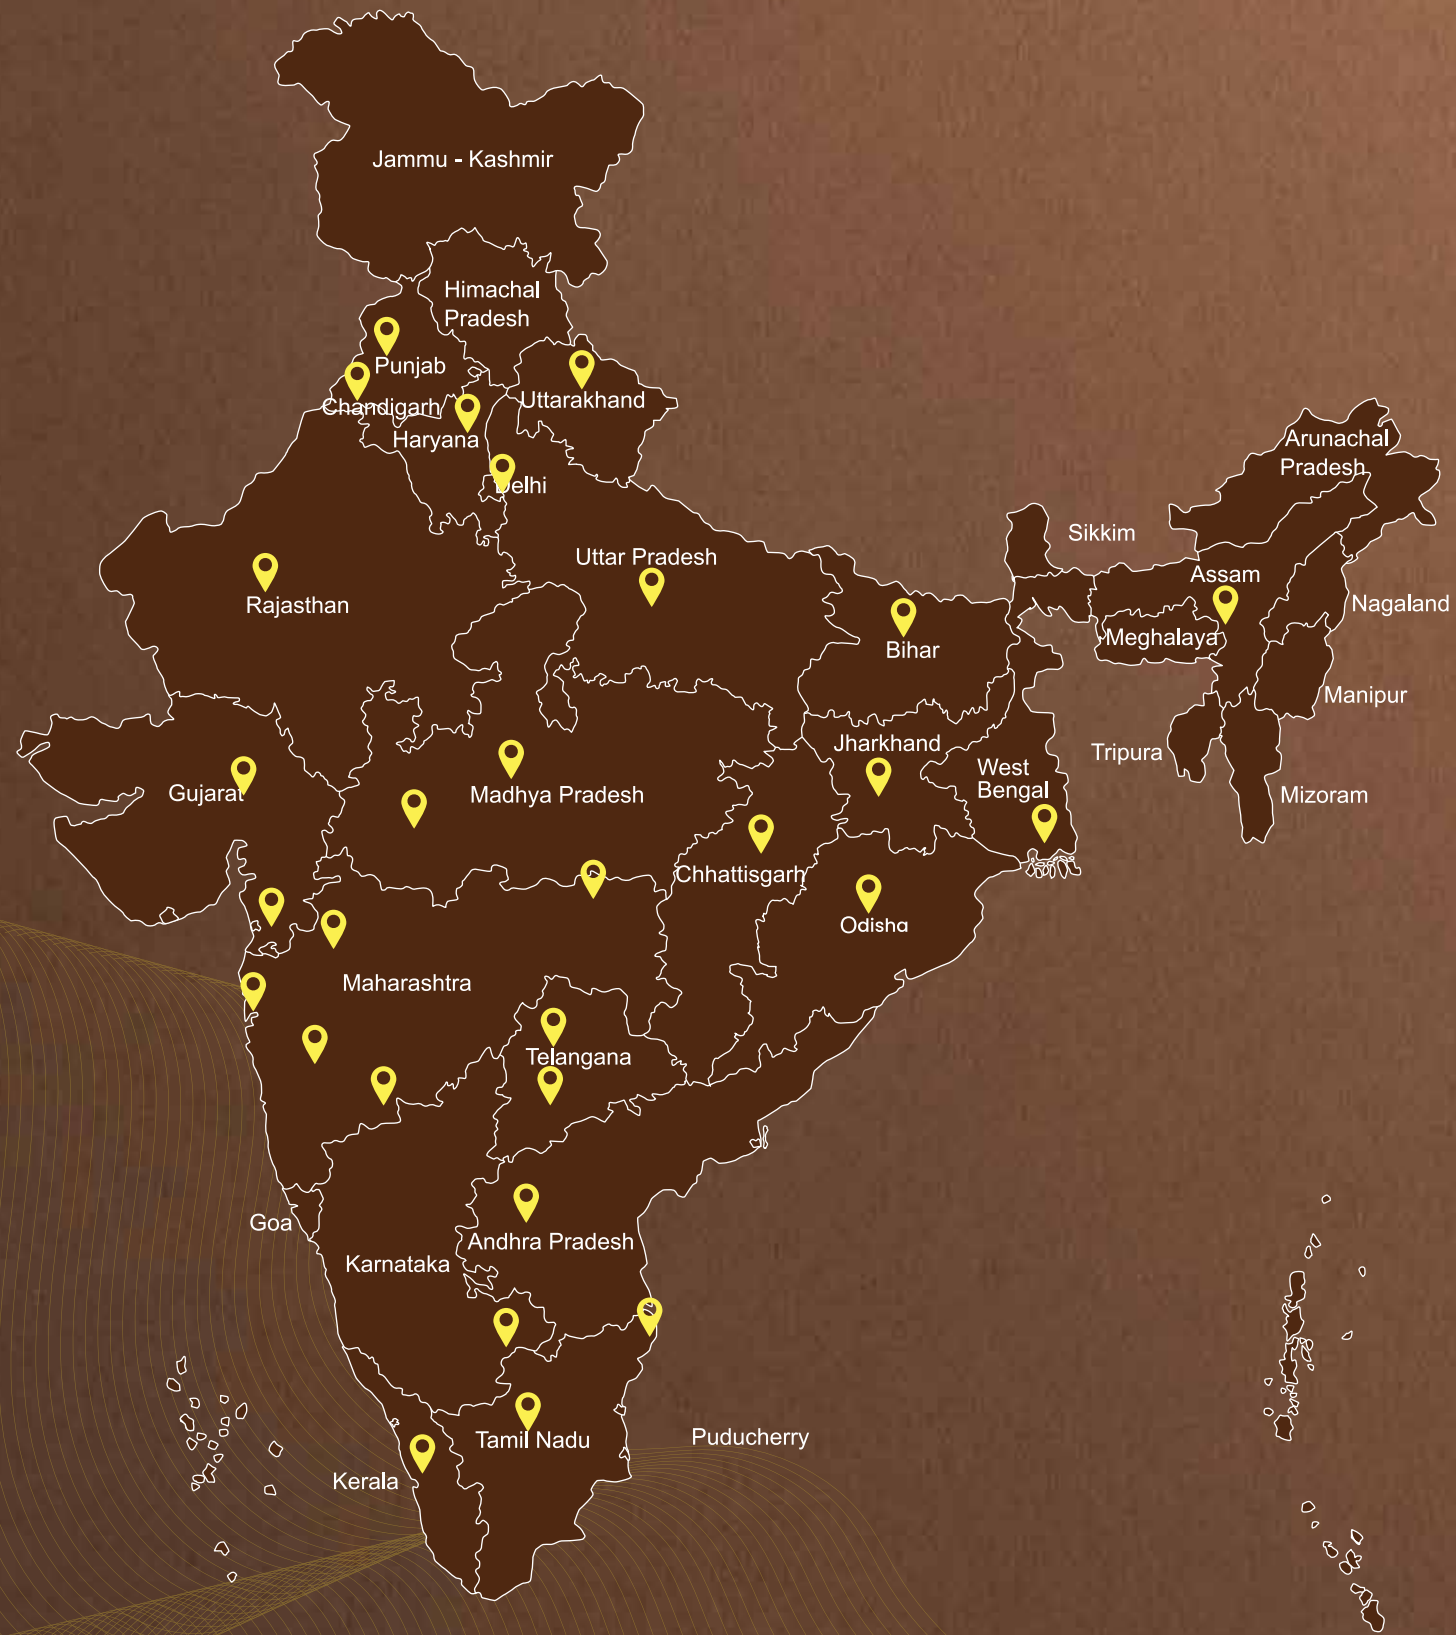 Jammu - Kashmir
Himachal
Pradesh
Punjab
Chandigarh
Uttarakhand
Haryana
Delhi
Arunachal
Pradesh
Sikkim
Uttar Pradesh
Assam
Rajasthan
Nagaland
Meghalaya
Bihar
Manipur
Jharkhand
Tripura
West
Bengal
Gujarat
Madhya Pradesh
Mizoram
Chhattisgarh
Odisha
Maharashtra
Telangana
Goa
Andhra Pradesh
Karnataka
Puducherry
Tamil Nadu
Kerala